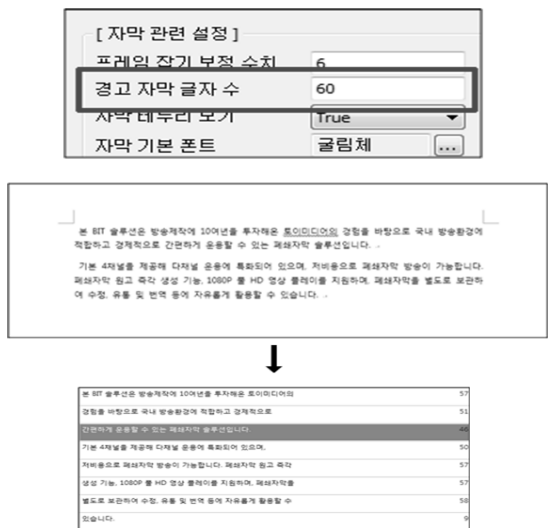 [ 자막 관련 설정 ]
프레임 잡기 보정 수치 6
경고 자막 글자 수 60
자막 테두리 보기 True
자막 기본 폰트 굴림체 ...
본 BIT 솔루션은 방송제작에 10여년을 투자해온 토이미디어의 경험을 바탕으로 국내 방송환경에
적합하고 경제적으로 간편하게 운용할 수 있는 폐쇄자막 솔루션입니다.
기본 4채널을 제공해 다채널 운용에 특화되어 있으며, 저비용으로 폐쇄자막 방송이 가능합니다.
폐쇄자막 원고 즉각 생성 기능, 1080P 풀 HD 영상 플레이를 지원하며, 폐쇄자막을 별도로 보관하
여 수정, 유통 및 번역 등에 자유롭게 활용할 수 있습니다.
본 BIT 솔루션은 방송제작에 10여년을 투자해온 토이미디어의 57
경험을 바탕으로 국내 방송환경에 적합하고 경제적으로 51
간편하게 운용할 수 있는 폐쇄자막 솔루션입니다. 46
기본 4채널을 제공해 다채널 운용에 특화되어 있으며, 50
저비용으로 폐쇄자막 방송이 가능합니다. 폐쇄자막 원고 즉각 57
생성 기능, 1080P 풀 HD 영상 플레이를 지원하며, 폐쇄자막을 57
별도로 보관하여 수정, 유통 및 번역 등에 자유롭게 활용할 수 58
있습니다. 9